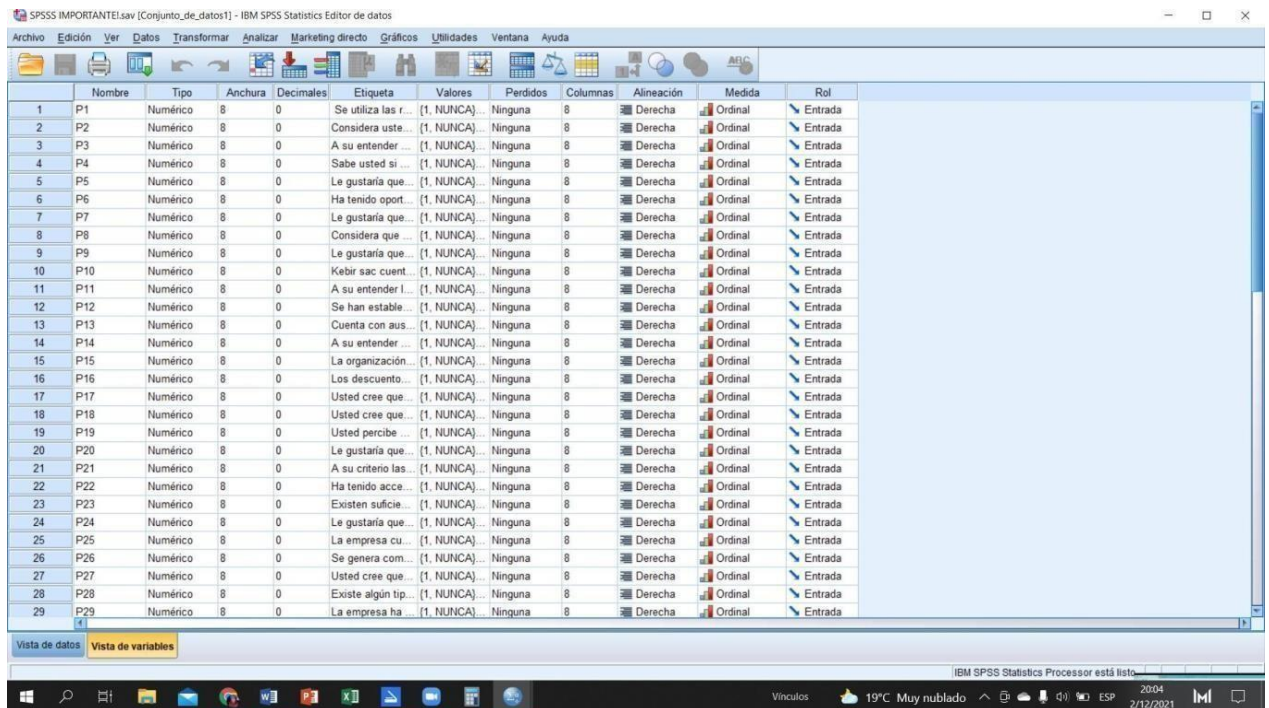 SPSSS IMPORTANTE!.sav [Conjunto_de_datos1] - IBM SPSS Statistics Editor de datos
Archivo Edición Ver Datos Transformar Analizar Marketing directo Gráficos Utilidades Ventana Ayuda
Nombre Tipo Anchura Decimales Etiqueta Valores Perdidos Columnas Alineación Medida Rol
1 P1 Numérico 8 0 Se utiliza las r... {1, NUNCA}... Ninguna 8 Derecha Ordinal Entrada
2 P2 Numérico 8 0 Considera uste... {1, NUNCA}... Ninguna 8 Derecha Ordinal Entrada
3 P3 Numérico 8 0 A su entender ... {1, NUNCA}... Ninguna 8 Derecha Ordinal Entrada
4 P4 Numérico 8 0 Sabe usted si ... {1, NUNCA}... Ninguna 8 Derecha Ordinal Entrada
5 P5 Numérico 8 0 Le gustaría que... {1, NUNCA}... Ninguna 8 Derecha Ordinal Entrada
6 P6 Numérico 8 0 Ha tenido oport... {1, NUNCA}... Ninguna 8 Derecha Ordinal Entrada
7 P7 Numérico 8 0 Le gustaría que... {1, NUNCA}... Ninguna 8 Derecha Ordinal Entrada
8 P8 Numérico 8 0 Considera que ... {1, NUNCA}... Ninguna 8 Derecha Ordinal Entrada
9 P9 Numérico 8 0 Le gustaría que... {1, NUNCA}... Ninguna 8 Derecha Ordinal Entrada
10 P10 Numérico 8 0 Kebir sac cuent... {1, NUNCA}... Ninguna 8 Derecha Ordinal Entrada
11 P11 Numérico 8 0 A su entender l... {1, NUNCA}... Ninguna 8 Derecha Ordinal Entrada
12 P12 Numérico 8 0 Se han estable... {1, NUNCA}... Ninguna 8 Derecha Ordinal Entrada
13 P13 Numérico 8 0 Cuenta con aus... {1, NUNCA}... Ninguna 8 Derecha Ordinal Entrada
14 P14 Numérico 8 0 A su entender ... {1, NUNCA}... Ninguna 8 Derecha Ordinal Entrada
15 P15 Numérico 8 0 La organización... {1, NUNCA}... Ninguna 8 Derecha Ordinal Entrada
16 P16 Numérico 8 0 Los descuento... {1, NUNCA}... Ninguna 8 Derecha Ordinal Entrada
17 P17 Numérico 8 0 Usted cree que... {1, NUNCA}... Ninguna 8 Derecha Ordinal Entrada
18 P18 Numérico 8 0 Usted cree que... {1, NUNCA}... Ninguna 8 Derecha Ordinal Entrada
19 P19 Numérico 8 0 Usted percibe ... {1, NUNCA}... Ninguna 8 Derecha Ordinal Entrada
20 P20 Numérico 8 0 Le gustaría que... {1, NUNCA}... Ninguna 8 Derecha Ordinal Entrada
21 P21 Numérico 8 0 A su criterio las... {1, NUNCA}... Ninguna 8 Derecha Ordinal Entrada
22 P22 Numérico 8 0 Ha tenido acce... {1, NUNCA}... Ninguna 8 Derecha Ordinal Entrada
23 P23 Numérico 8 0 Existen suficie... {1, NUNCA}... Ninguna 8 Derecha Ordinal Entrada
24 P24 Numérico 8 0 Le gustaría que... {1, NUNCA}... Ninguna 8 Derecha Ordinal Entrada
25 P25 Numérico 8 0 La empresa cu... {1, NUNCA}... Ninguna 8 Derecha Ordinal Entrada
26 P26 Numérico 8 0 Se genera com... {1, NUNCA}... Ninguna 8 Derecha Ordinal Entrada
27 P27 Numérico 8 0 Usted cree que... {1, NUNCA}... Ninguna 8 Derecha Ordinal Entrada
28 P28 Numérico 8 0 Existe algún tip... {1, NUNCA}... Ninguna 8 Derecha Ordinal Entrada
29 P29 Numérico 8 0 La empresa ha ... {1, NUNCA}... Ninguna 8 Derecha Ordinal Entrada
Vista de datos Vista de variables
IBM SPSS Statistics Processor está listo
Vínculos 19°C Muy nublado ESP 20:04
2/12/2021